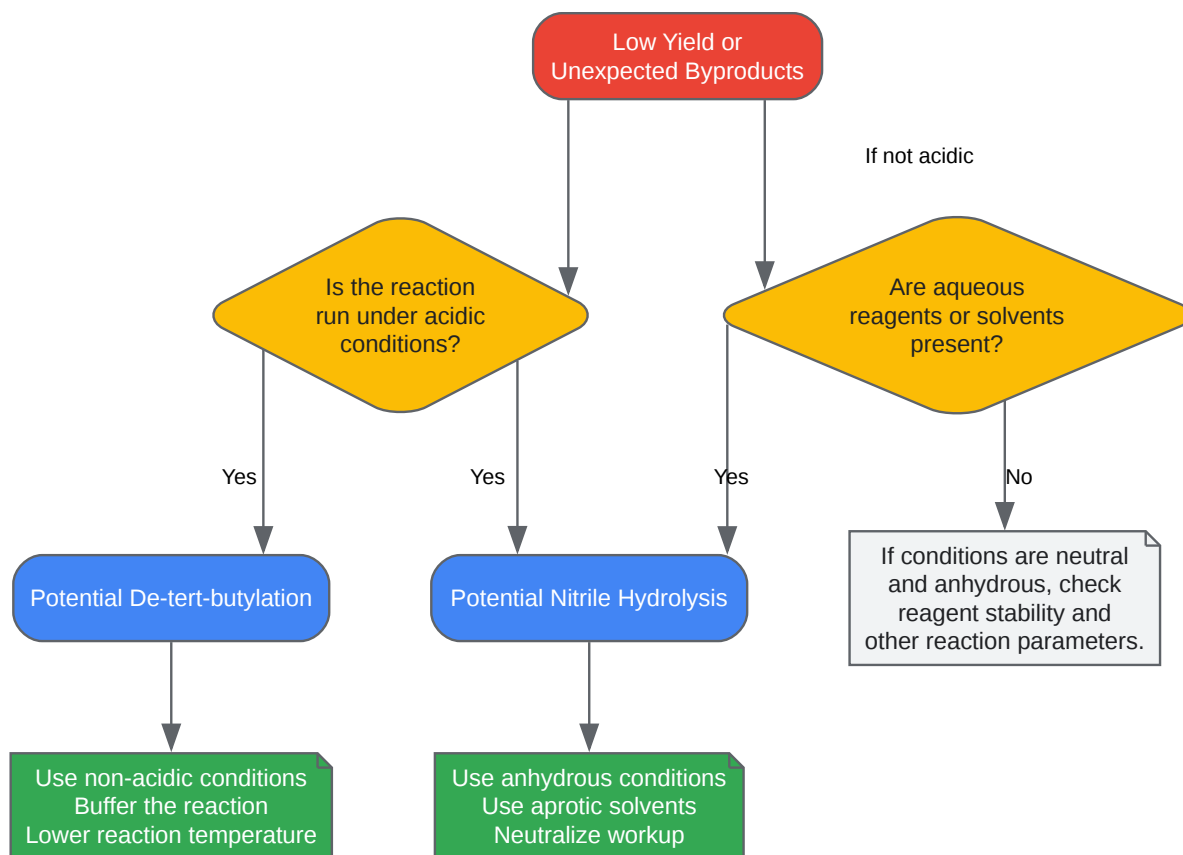 Low Yield or
Unexpected Byproducts
If not acidic
Is the reaction
run under acidic
conditions?
Are aqueous
reagents or solvents
present?
Yes
Yes
Yes
No
Potential De-tert-butylation
Potential Nitrile Hydrolysis
If conditions are neutral
and anhydrous, check
reagent stability and
other reaction parameters.
Use non-acidic conditions
Buffer the reaction
Lower reaction temperature
Use anhydrous conditions
Use aprotic solvents
Neutralize workup